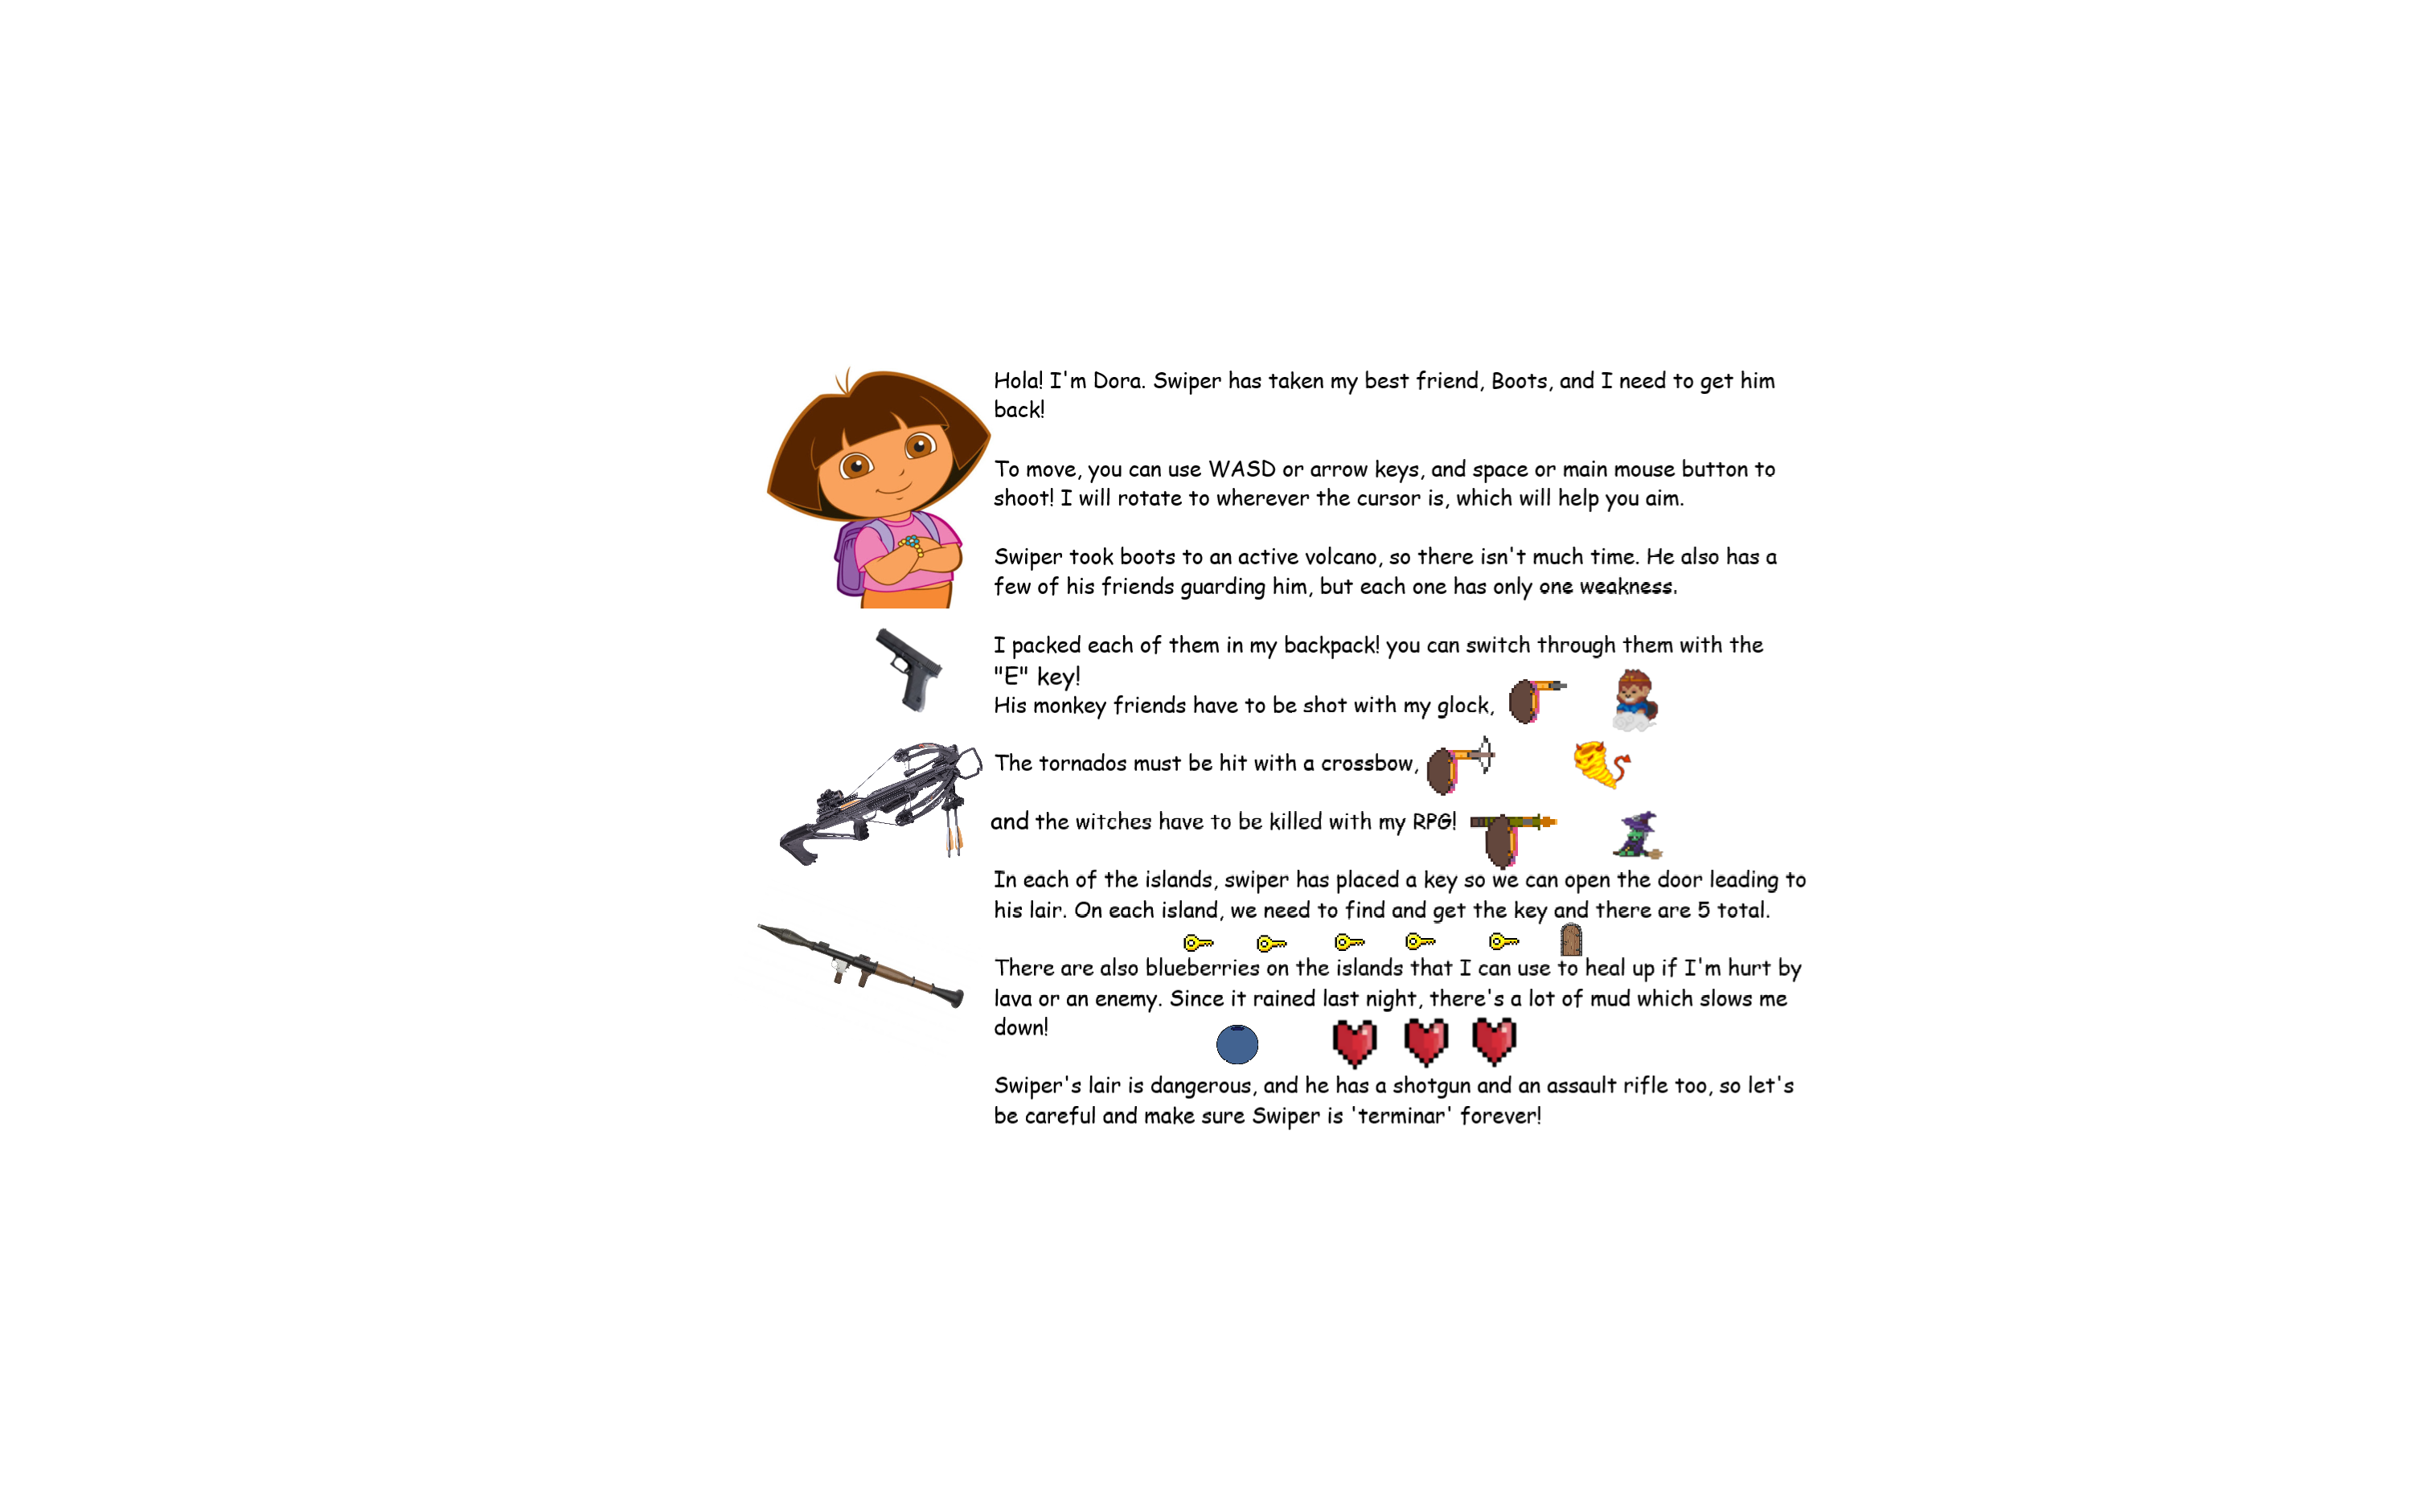 Hola! I'm Dora. Swiper has taken my best friend, Boots, and I need to get him
back!
To move, you can use WASD or arrow keys, and space or main mouse button to
shoot! I will rotate to wherever the cursor is, which will help you aim.
Swiper took boots to an active volcano, so there isn't much time. He also has a
few of his friends guarding him, but each one has only one weakness.
I packed each of them in my backpack! you can switch through them with the
"E" key!
His monkey friends have to be shot with my glock,
The tornados must be hit with a crossbow,
and the witches have to be killed with my RPG!
In each of the islands, swiper has placed a key so we can open the door leading to
his lair. On each island, we need to find and get the key and there are 5 total.
There are also blueberries on the islands that I can use to heal up if I'm hurt by
lava or an enemy. Since it rained last night, there's a lot of mud which slows me
down!
Swiper's lair is dangerous, and he has a shotgun and an assault rifle too, so let's
be careful and make sure Swiper is 'terminar' forever!